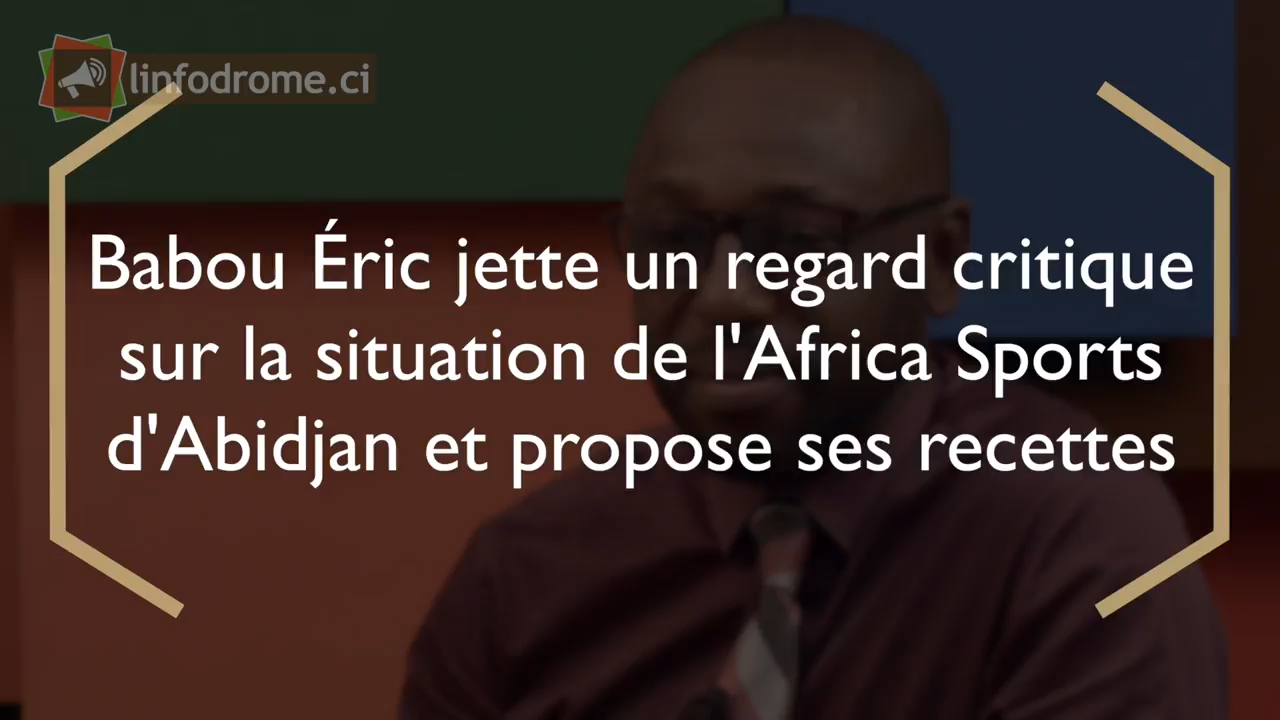 linfodrome.ci
Babou Éric jette un regard critique
sur la situation de l'Africa Sports
d'Abidjan et propose ses recettes